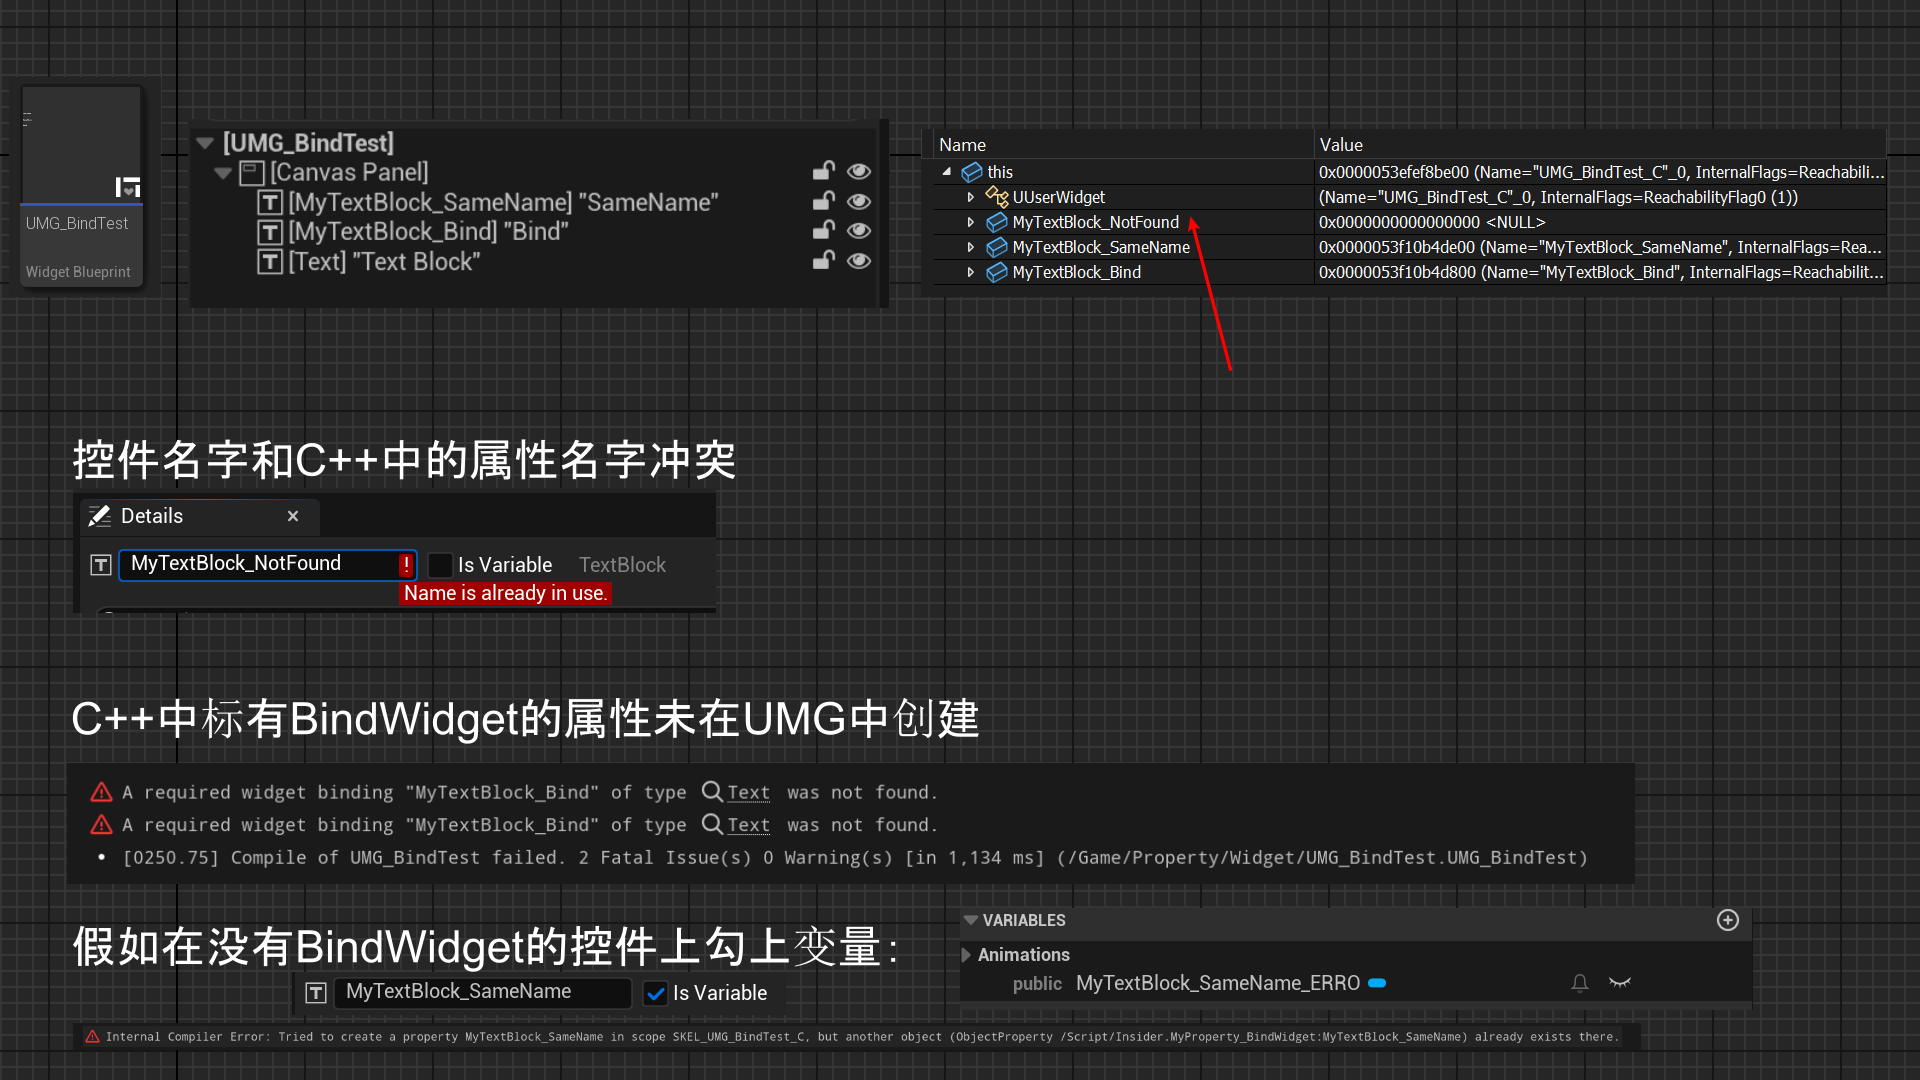 UMG_BindTest
Widget Blueprint
[UMG_BindTest]
[Canvas Panel]
[MyTextBlock_SameName] "SameName"
[MyTextBlock_Bind] "Bind"
[Text] "Text Block"
Name Value
this 0x0000053efef8be00 (Name="UMG_BindTest_C"_0, InternalFlags=Reachabili...
UUserWidget (Name="UMG_BindTest_C"_0, InternalFlags=ReachabilityFlag0 (1))
MyTextBlock_NotFound 0x0000000000000000 <NULL>
MyTextBlock_SameName 0x0000053f10b4de00 (Name="MyTextBlock_SameName", InternalFlags=Rea...
MyTextBlock_Bind 0x0000053f10b4d800 (Name="MyTextBlock_Bind", InternalFlags=Reachabilit...
控件名字和C++中的属性名字冲突
Details ×
MyTextBlock_NotFound ! Is Variable TextBlock
Name is already in use.
C++中标有BindWidget的属性未在UMG中创建
A required widget binding "MyTextBlock_Bind" of type Text was not found.
A required widget binding "MyTextBlock_Bind" of type Text was not found.
• [0250.75] Compile of UMG_BindTest failed. 2 Fatal Issue(s) 0 Warning(s) [in 1,134 ms] (/Game/Property/Widget/UMG_BindTest.UMG_BindTest)
假如在没有BindWidget的控件上勾上变量:
MyTextBlock_SameName Is Variable
VARIABLES
Animations
public MyTextBlock_SameName_ERRO
Internal Compiler Error: Tried to create a property MyTextBlock_SameName in scope SKEL_UMG_BindTest_C, but another object (ObjectProperty /Script/Insider.MyProperty_BindWidget:MyTextBlock_SameName) already exists there.